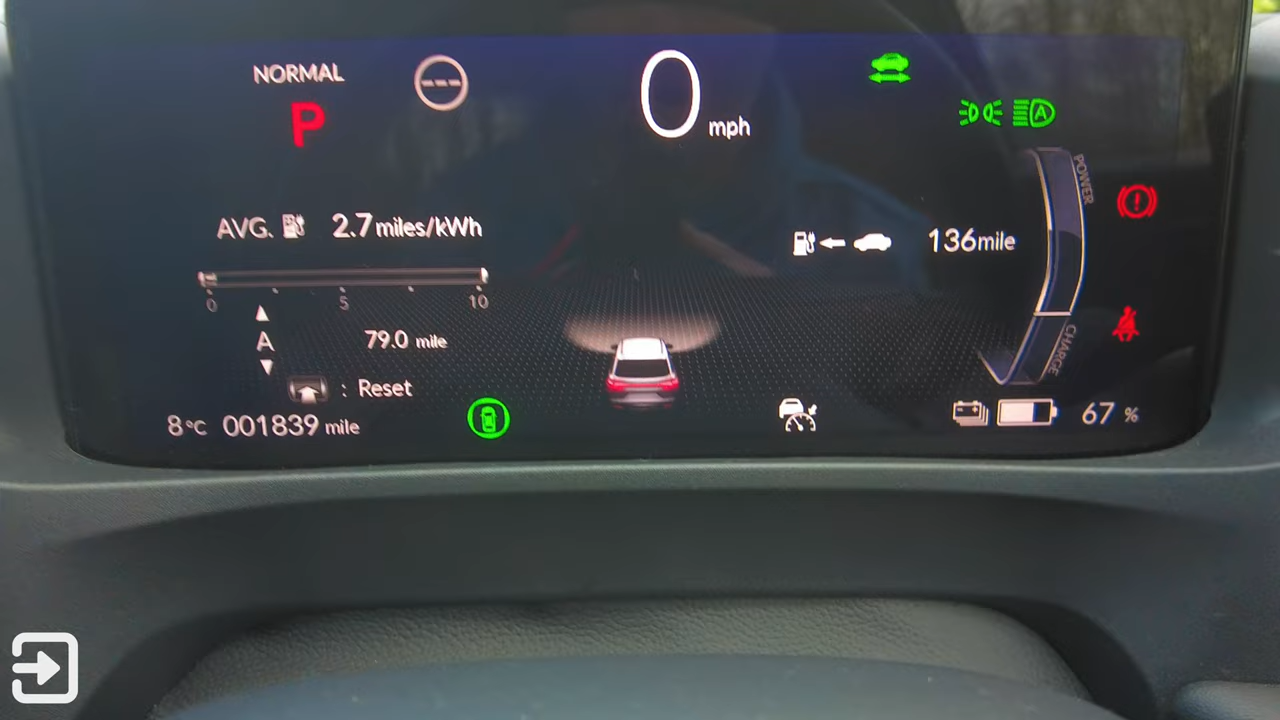 NORMAL
P
0 mph
A
POWER
AVG. 2.7 miles/kWh
136mile
0 5 10
A 79.0 mile
: Reset
CHARGE
8°C 001839 mile
67 %